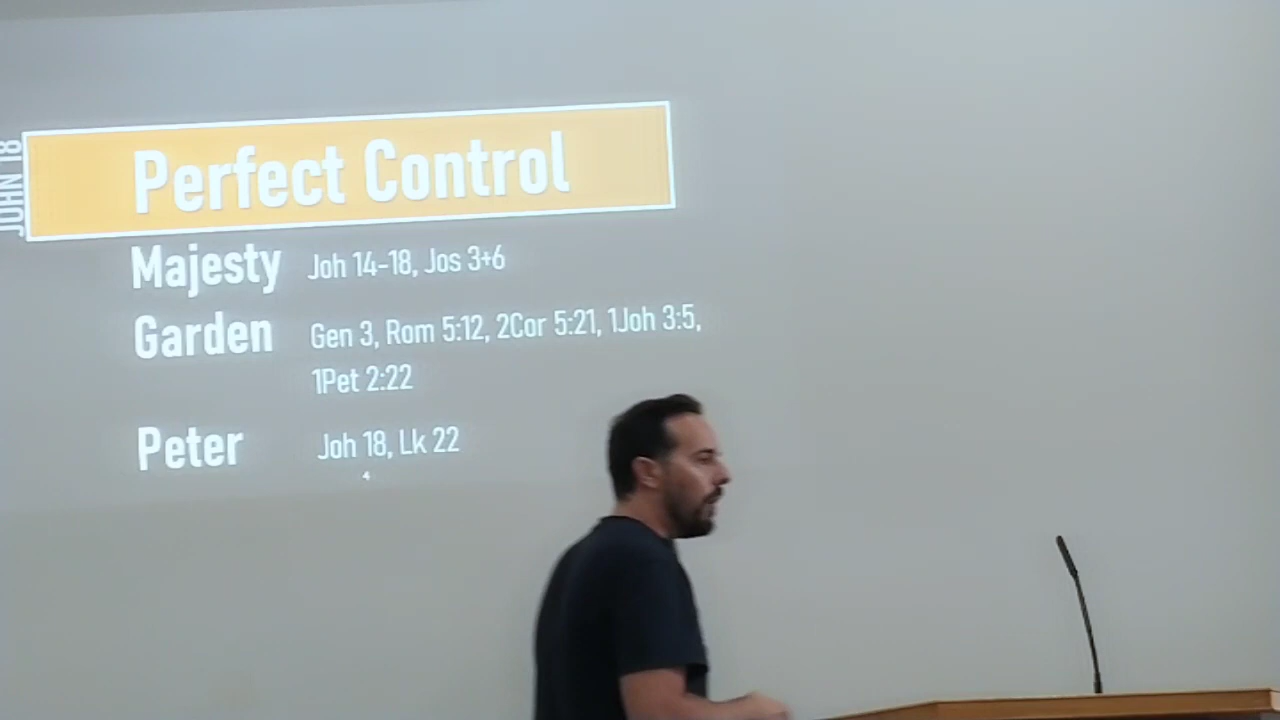 JOHN 18
Perfect Control
Majesty Joh 14-18, Jos 3+6
Garden Gen 3, Rom 5:12, 2Cor 5:21, 1Joh 3:5,
1Pet 2:22
Peter Joh 18, Lk 22
4